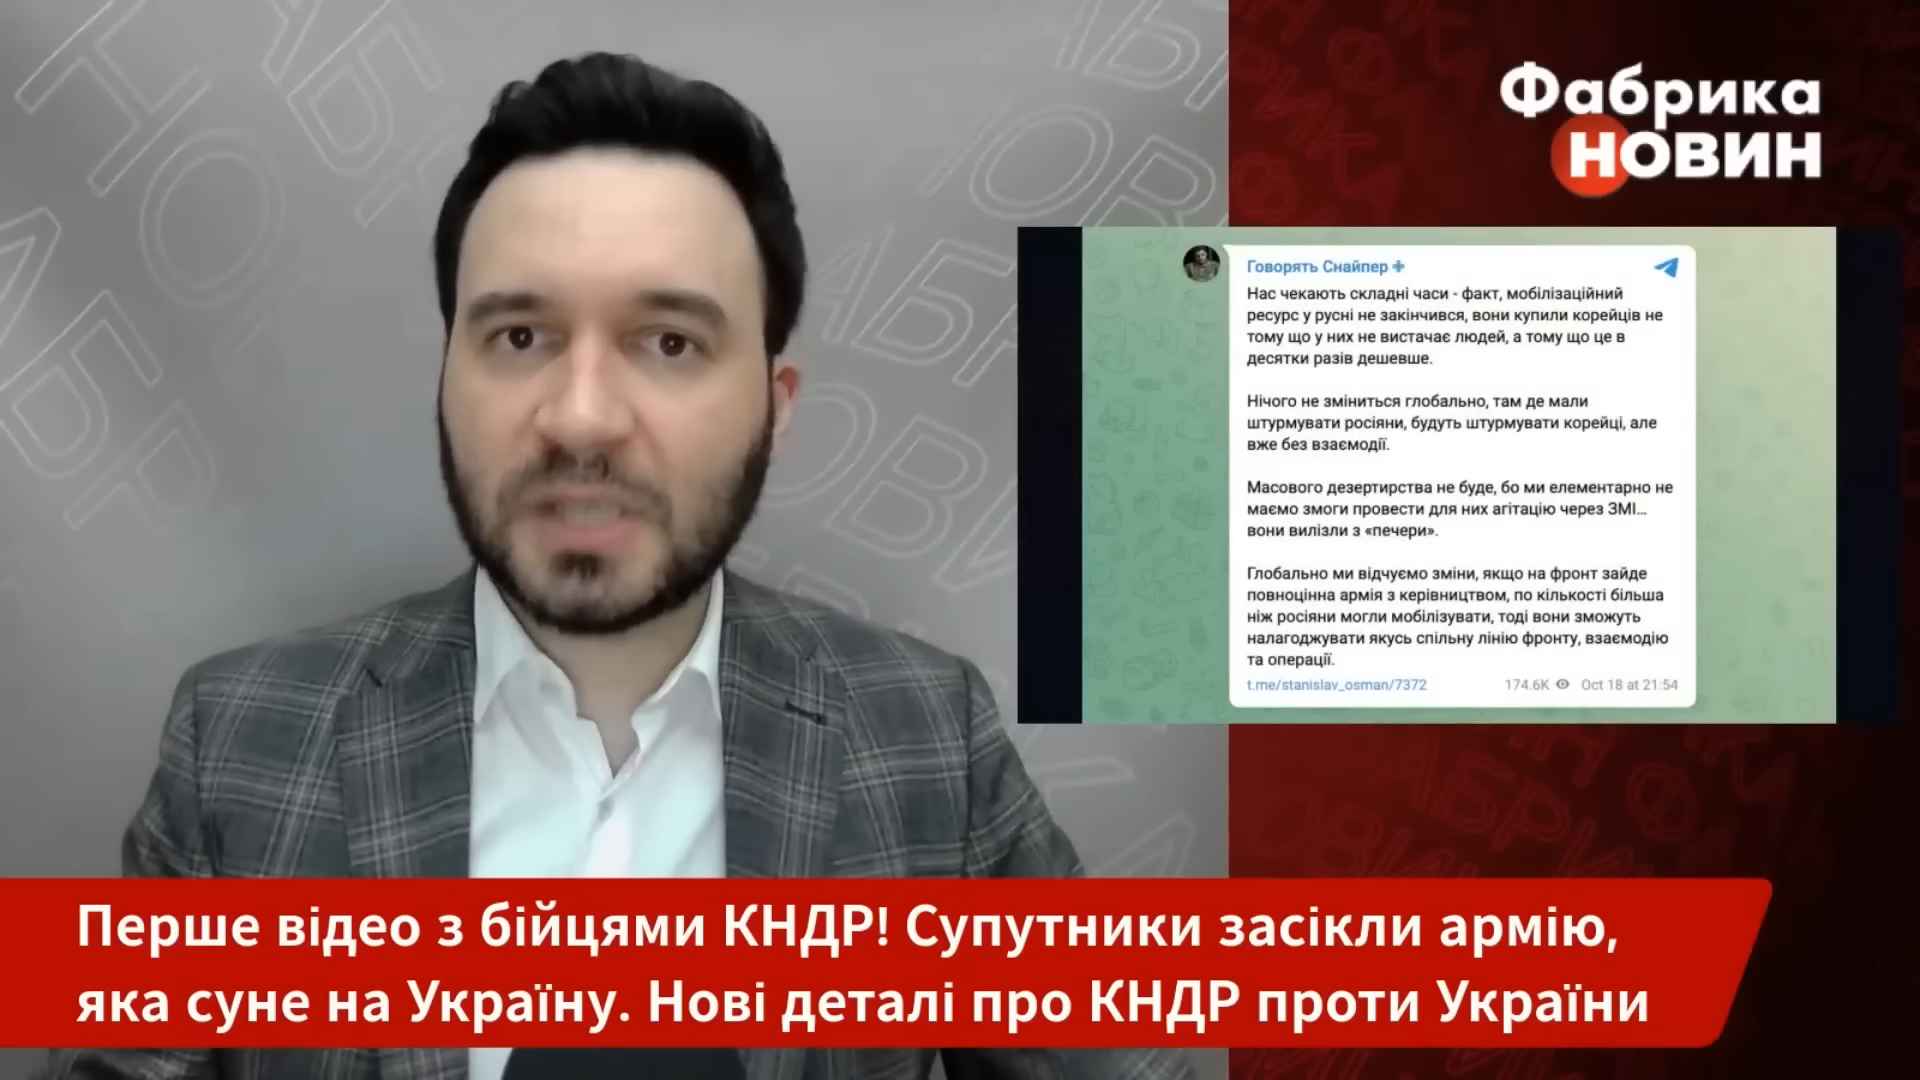 Фабрика
НОВИН
Говорять Снайпер
Нас чекають складні часи - факт, мобілізаційний
ресурс у русні не закінчився, вони купили корейців не
тому що у них не вистачає людей, а тому що це в
десятки разів дешевше.
Нічого не зміниться глобально, там де мали
штурмувати росіяни, будуть штурмувати корейці, але
вже без взаємодії.
Масового дезертирства не буде, бо ми елементарно не
маємо змоги провести для них агітацію через ЗМІ...
вони вилізли з «печери».
Глобально ми відчуємо зміни, якщо на фронт зайде
повноцінна армія з керівництвом, по кількості більша
ніж росіяни могли мобілізувати, тоді вони зможуть
налагоджувати якусь спільну лінію фронту, взаємодію
та операції.
t.me/stanislav_osman/7372 174.6K Oct 18 at 21:54
Перше відео з бійцями КНДР! Супутники засікли армію,
яка суне на Україну. Нові деталі про КНДР проти України